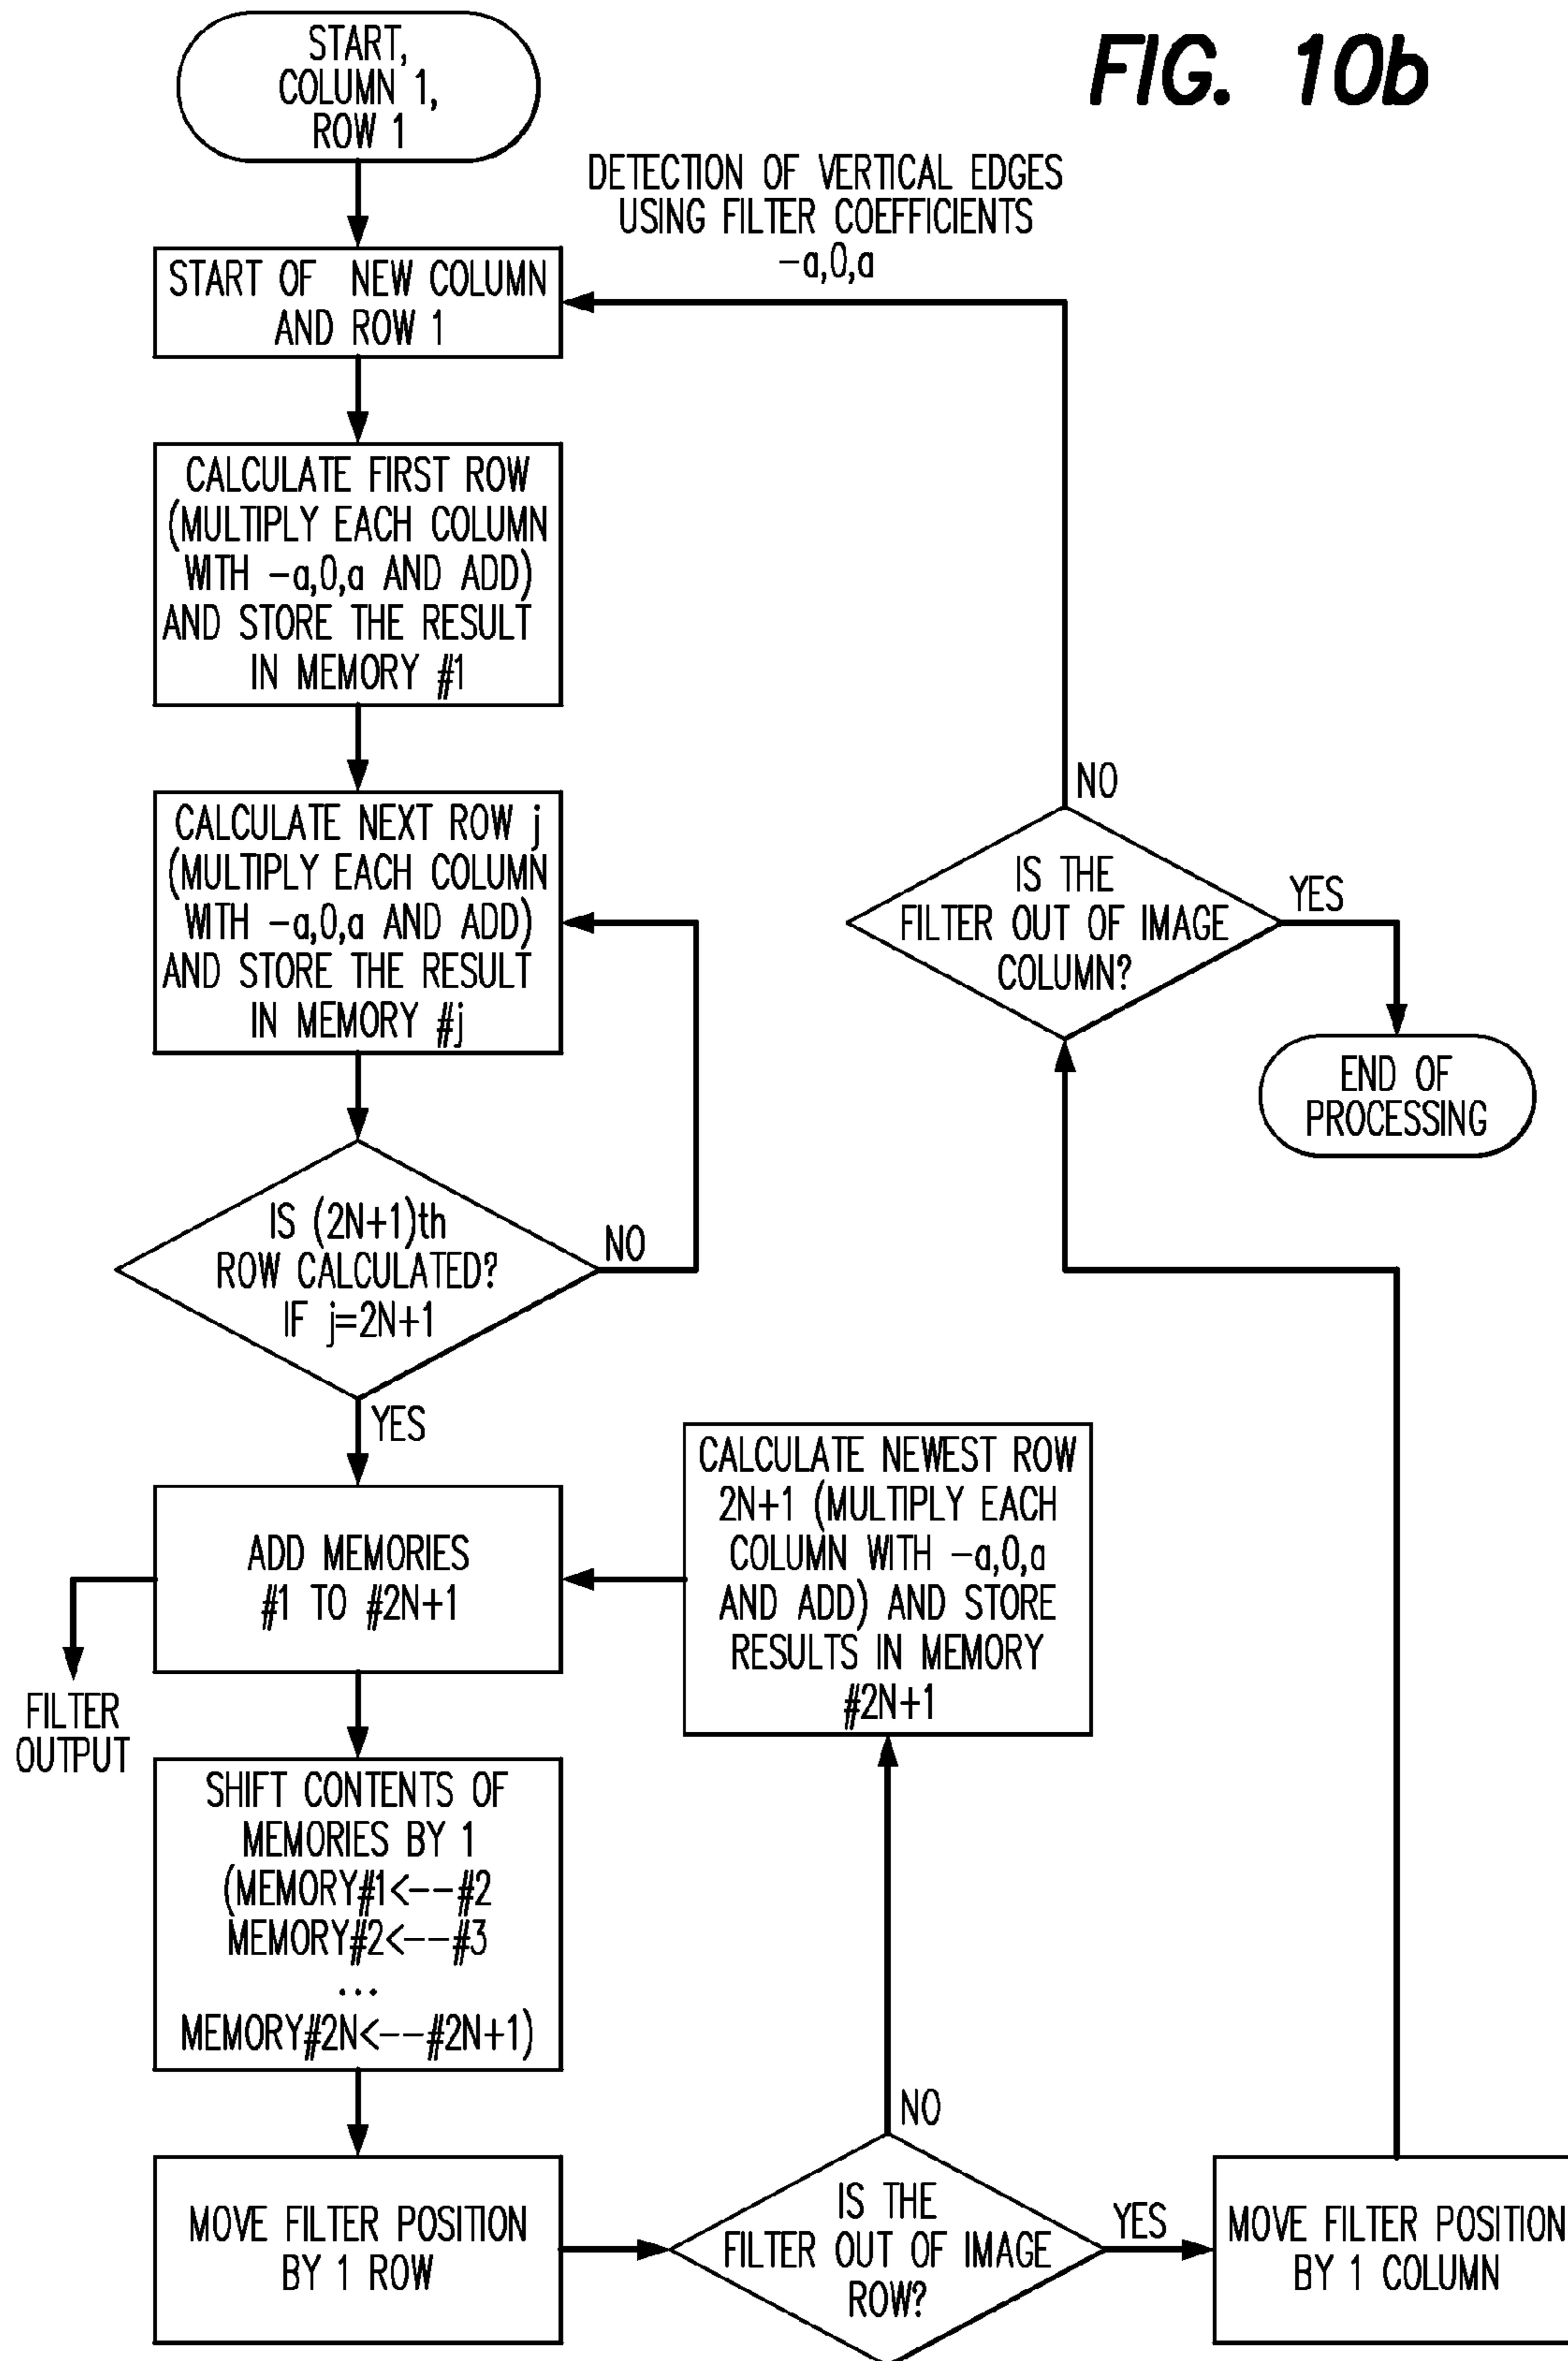 FIG. 10b
START,
COLUMN 1,
ROW 1
DETECTION OF VERTICAL EDGES
USING FILTER COEFFICIENTS
-a,0,a
START OF NEW COLUMN
AND ROW 1
CALCULATE FIRST ROW
(MULTIPLY EACH COLUMN
WITH -a,0,a AND ADD)
AND STORE THE RESULT
IN MEMORY #1
CALCULATE NEXT ROW j
(MULTIPLY EACH COLUMN
WITH -a,0,a AND ADD)
AND STORE THE RESULT
IN MEMORY #j
IS (2N+1)th
ROW CALCULATED?
IF j=2N+1
NO
YES
ADD MEMORIES
#1 TO #2N+1
FILTER
OUTPUT
SHIFT CONTENTS OF
MEMORIES BY 1
(MEMORY#1<--#2
MEMORY#2<--#3
...
MEMORY#2N<--#2N+1)
MOVE FILTER POSITION
BY 1 ROW
IS THE
FILTER OUT OF IMAGE
ROW?
NO
YES
CALCULATE NEWEST ROW
2N+1 (MULTIPLY EACH
COLUMN WITH -a,0,a
AND ADD) AND STORE
RESULTS IN MEMORY
#2N+1
MOVE FILTER POSITION
BY 1 COLUMN
IS THE
FILTER OUT OF IMAGE
COLUMN?
NO
YES
END OF
PROCESSING